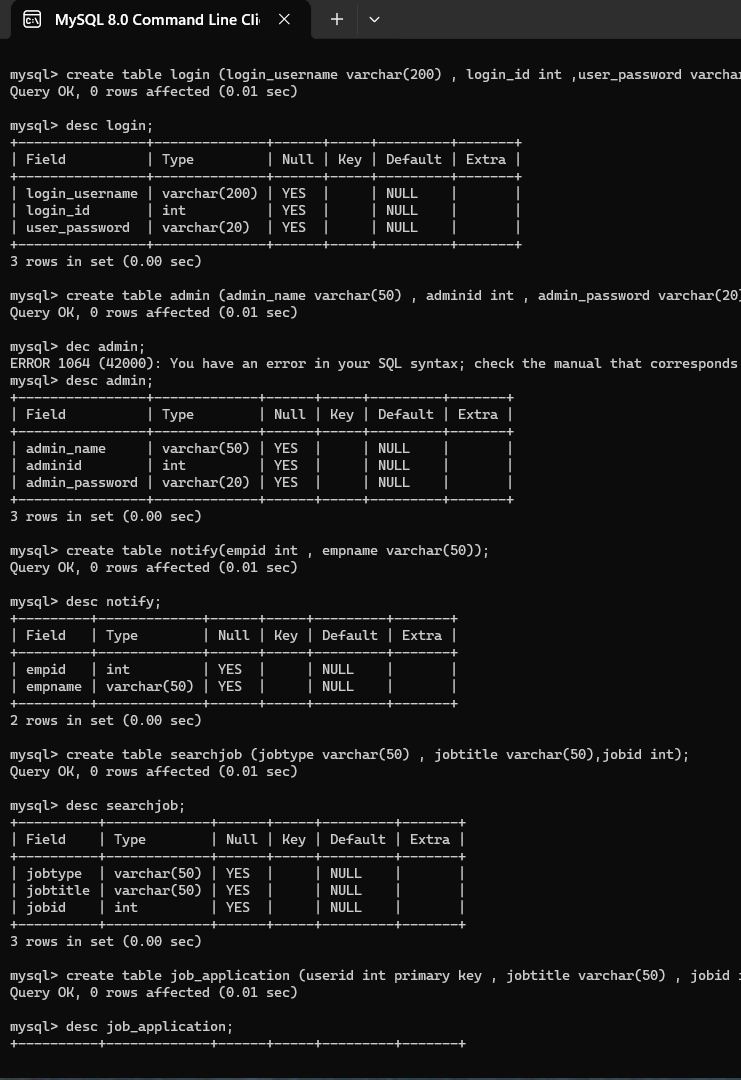 MySQL 8.0 Command Line Cli
mysql> create table login (login_username varchar(200) , login_id int ,user_password varchar
Query OK, 0 rows affected (0.01 sec)
mysql> desc login;
+----------------+--------------+------+-----+---------+-------+
| Field          | Type         | Null | Key | Default | Extra |
+----------------+--------------+------+-----+---------+-------+
| login_username | varchar(200) | YES  |     | NULL    |       |
| login_id       | int          | YES  |     | NULL    |       |
| user_password  | varchar(20)  | YES  |     | NULL    |       |
+----------------+--------------+------+-----+---------+-------+
3 rows in set (0.00 sec)
mysql> create table admin (admin_name varchar(50) , adminid int , admin_password varchar(20)
Query OK, 0 rows affected (0.01 sec)
mysql> dec admin;
ERROR 1064 (42000): You have an error in your SQL syntax; check the manual that corresponds
mysql> desc admin;
+----------------+-------------+------+-----+---------+-------+
| Field          | Type        | Null | Key | Default | Extra |
+----------------+-------------+------+-----+---------+-------+
| admin_name     | varchar(50) | YES  |     | NULL    |       |
| adminid        | int         | YES  |     | NULL    |       |
| admin_password | varchar(20) | YES  |     | NULL    |       |
+----------------+-------------+------+-----+---------+-------+
3 rows in set (0.00 sec)
mysql> create table notify(empid int , empname varchar(50));
Query OK, 0 rows affected (0.01 sec)
mysql> desc notify;
+---------+-------------+------+-----+---------+-------+
| Field   | Type        | Null | Key | Default | Extra |
+---------+-------------+------+-----+---------+-------+
| empid   | int         | YES  |     | NULL    |       |
| empname | varchar(50) | YES  |     | NULL    |       |
+---------+-------------+------+-----+---------+-------+
2 rows in set (0.00 sec)
mysql> create table searchjob (jobtype varchar(50) , jobtitle varchar(50),jobid int);
Query OK, 0 rows affected (0.01 sec)
mysql> desc searchjob;
+----------+-------------+------+-----+---------+-------+
| Field    | Type        | Null | Key | Default | Extra |
+----------+-------------+------+-----+---------+-------+
| jobtype  | varchar(50) | YES  |     | NULL    |       |
| jobtitle | varchar(50) | YES  |     | NULL    |       |
| jobid    | int         | YES  |     | NULL    |       |
+----------+-------------+------+-----+---------+-------+
3 rows in set (0.00 sec)
mysql> create table job_application (userid int primary key , jobtitle varchar(50) , jobid
Query OK, 0 rows affected (0.01 sec)
mysql> desc job_application;
+----------+-------------+------+-----+---------+-------+